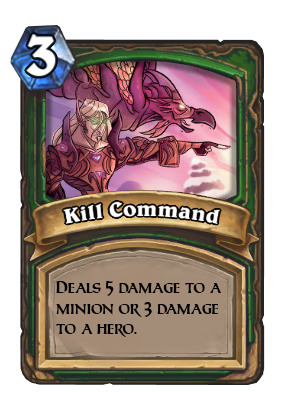 3
Kill Command
Deals 5 damage to a
minion or 3 damage
to a hero.